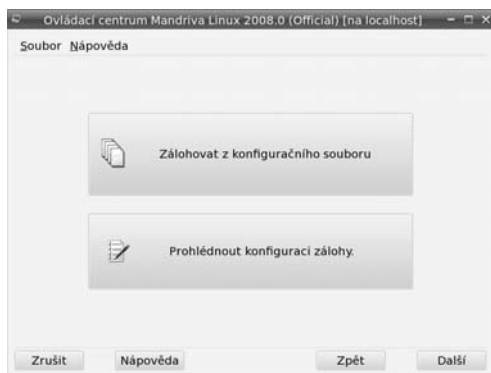 Ovládací centrum Mandriva Linux 2008.0 (Official) [na localhost]
Soubor Nápověda
Zálohovat z konfiguračního souboru
Prohlédnout konfiguraci zálohy.
Zrušit Nápověda Zpět Další